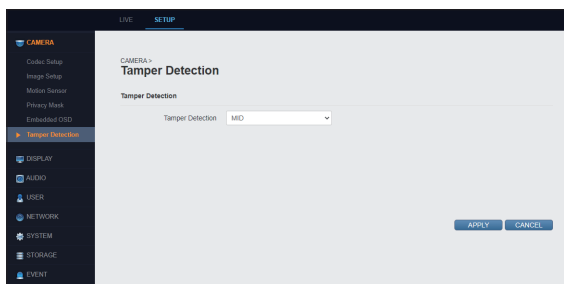 LIVE SETUP
CAMERA
Codec Setup
Image Setup
Motion Sensor
Privacy Mask
Embedded OSD
Tamper Detection
DISPLAY
AUDIO
USER
NETWORK
SYSTEM
STORAGE
EVENT
CAMERA >
Tamper Detection
Tamper Detection
Tamper Detection MID
APPLY CANCEL